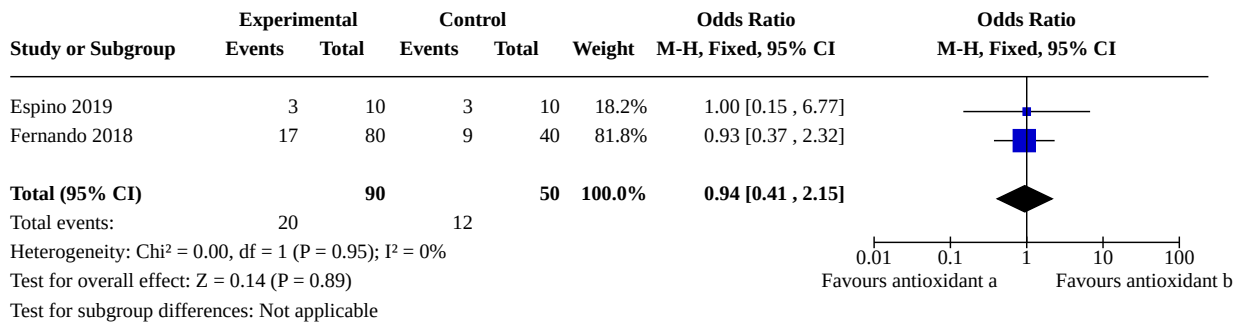 Experimental Control Odds Ratio Odds Ratio
Study or Subgroup Events Total Events Total Weight M-H, Fixed, 95% CI M-H, Fixed, 95% CI
Espino 2019 3 10 3 10 18.2% 1.00 [0.15 , 6.77]
Fernando 2018 17 80 9 40 81.8% 0.93 [0.37 , 2.32]
Total (95% CI) 90 50 100.0% 0.94 [0.41 , 2.15]
Total events: 20 12
Heterogeneity: Chi² = 0.00, df = 1 (P = 0.95); I² = 0%
0.01 0.1 1 10 100
Test for overall effect: Z = 0.14 (P = 0.89)
Favours antioxidant a Favours antioxidant b
Test for subgroup differences: Not applicable